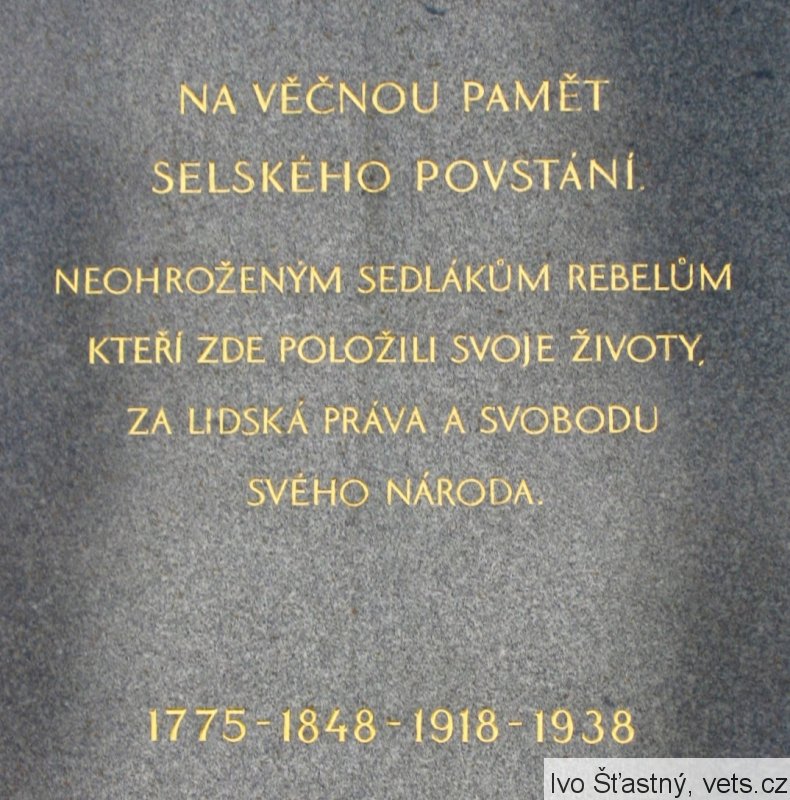 NA VĚČNOU PAMĚT
SELSKÉHO POVSTÁNÍ.
NEOHROŽENÝM SEDLÁKŮM REBELŮM
KTEŘÍ ZDE POLOŽILI SVOJE ŽIVOTY,
ZA LIDSKÁ PRÁVA A SVOBODU
SVÉHO NÁRODA.
1775-1848-1918-1938
Ivo Šťastný, vets.cz